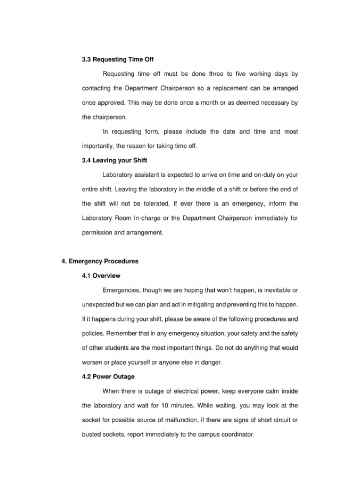 3.3 Requesting Time Off
Requesting time off must be done three to five working days by
contacting the Department Chairperson so a replacement can be arranged
once approved. This may be done once a month or as deemed necessary by
the chairperson.
In requesting form, please include the date and time and most
importantly, the reason for taking time off.
3.4 Leaving your Shift
Laboratory assistant is expected to arrive on time and on-duty on your
entire shift. Leaving the laboratory in the middle of a shift or before the end of
the shift will not be tolerated. If ever there is an emergency, inform the
Laboratory Room In-charge or the Department Chairperson immediately for
permission and arrangement.
4. Emergency Procedures
4.1 Overview
Emergencies, though we are hoping that won't happen, is inevitable or
unexpected but we can plan and act in mitigating and preventing this to happen.
If it happens during your shift, please be aware of the following procedures and
policies. Remember that in any emergency situation, your safety and the safety
of other students are the most important things. Do not do anything that would
worsen or place yourself or anyone else in danger.
4.2 Power Outage
When there is outage of electrical power, keep everyone calm inside
the laboratory and wait for 10 minutes. While waiting, you may look at the
socket for possible source of malfunction, if there are signs of short circuit or
busted sockets, report immediately to the campus coordinator.